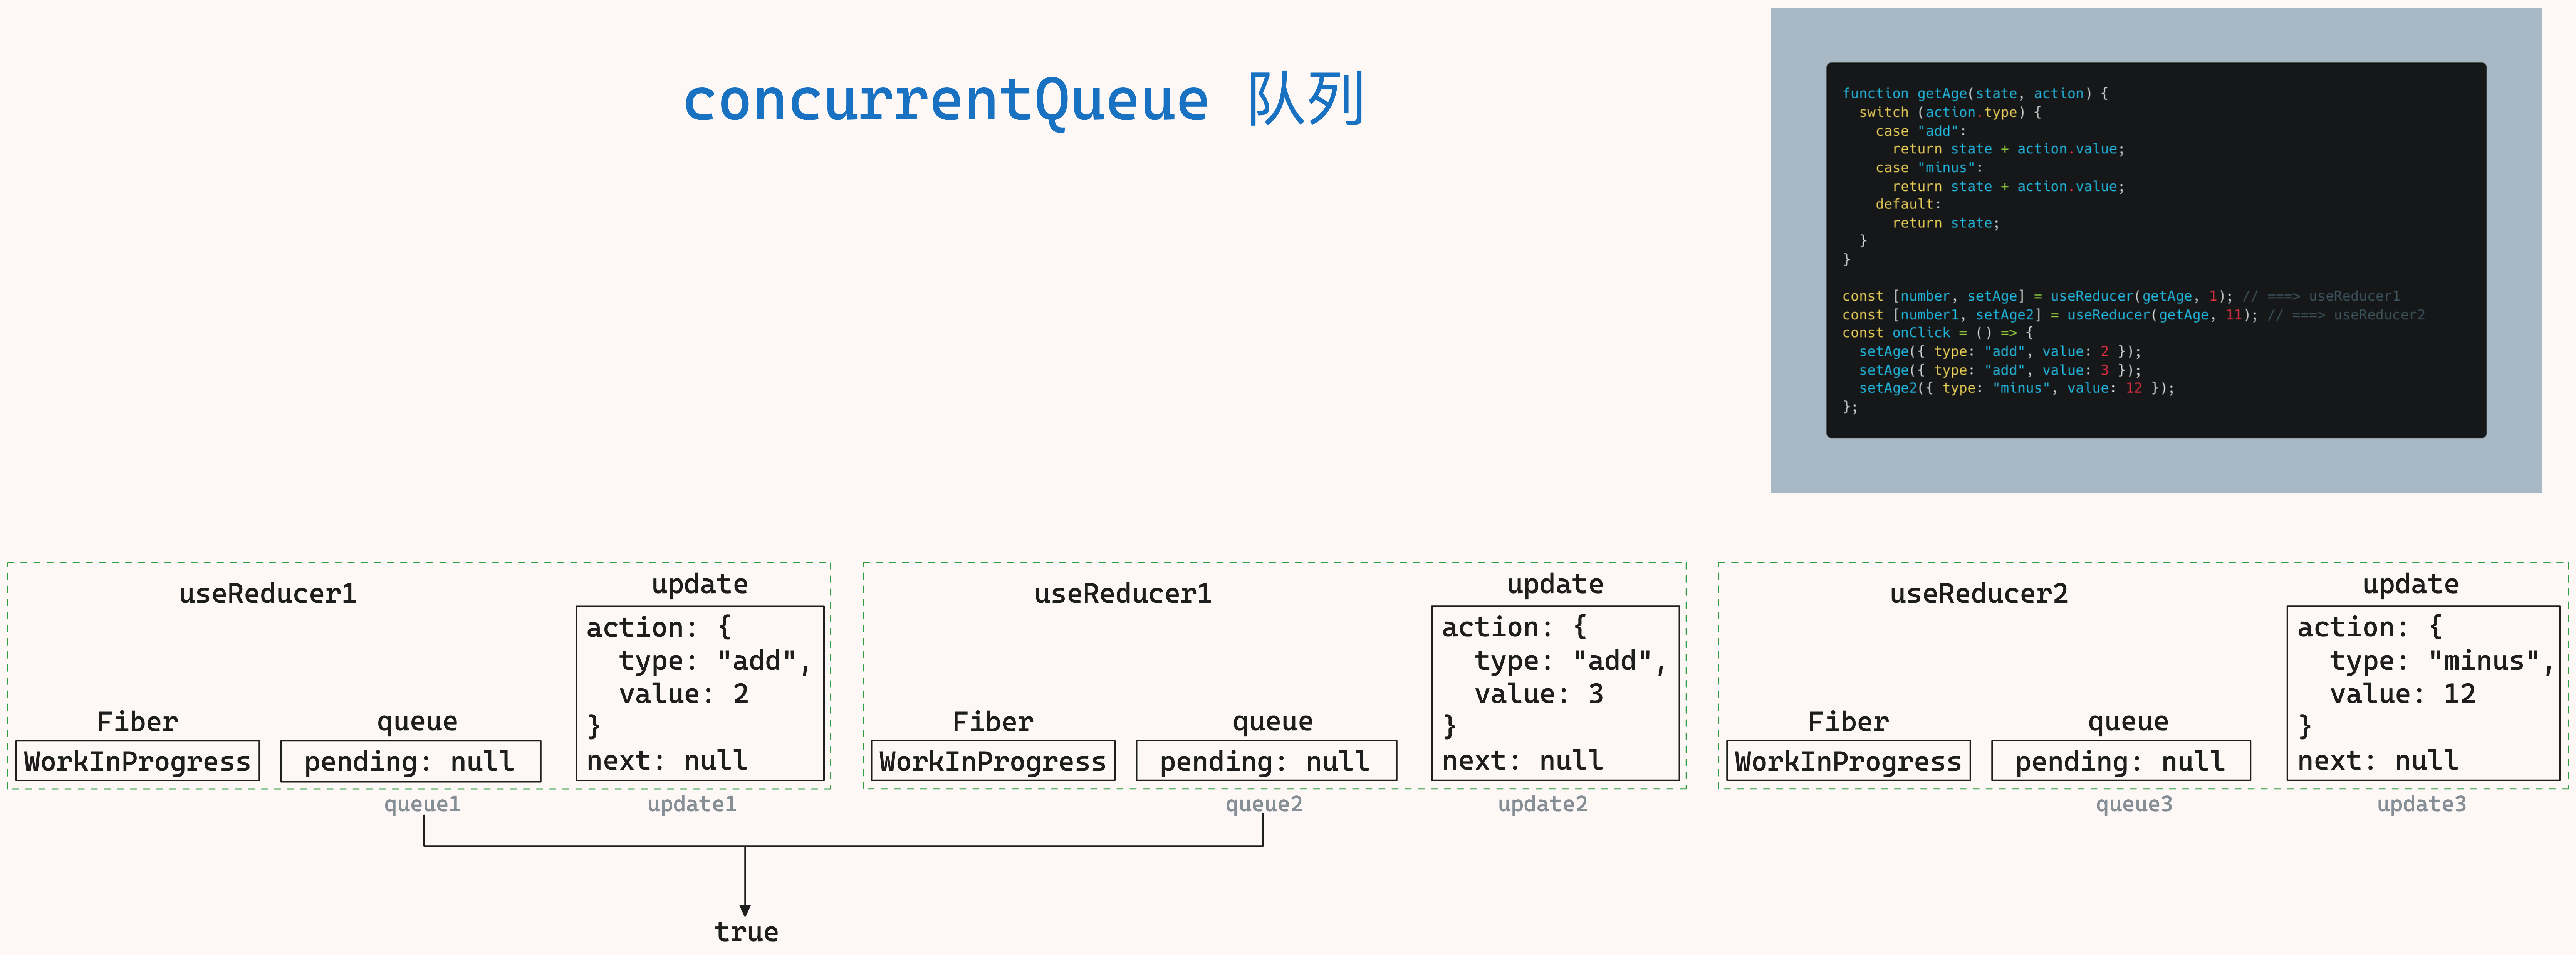 concurrentQueue 队列
function getAge(state, action) {
  switch (action.type) {
    case "add":
      return state + action.value;
    case "minus":
      return state + action.value;
    default:
      return state;
  }
}
const [number, setAge] = useReducer(getAge, 1); // ===> useReducer1
const [number1, setAge2] = useReducer(getAge, 11); // ===> useReducer2
const onClick = () => {
  setAge({ type: "add", value: 2 });
  setAge({ type: "add", value: 3 });
  setAge2({ type: "minus", value: 12 });
};
useReducer1
update
action: {
  type: "add",
  value: 2
}
next: null
Fiber
WorkInProgress
queue
pending: null
queue1
update1
useReducer1
update
action: {
  type: "add",
  value: 3
}
next: null
Fiber
WorkInProgress
queue
pending: null
queue2
update2
useReducer2
update
action: {
  type: "minus",
  value: 12
}
next: null
Fiber
WorkInProgress
queue
pending: null
queue3
update3
true